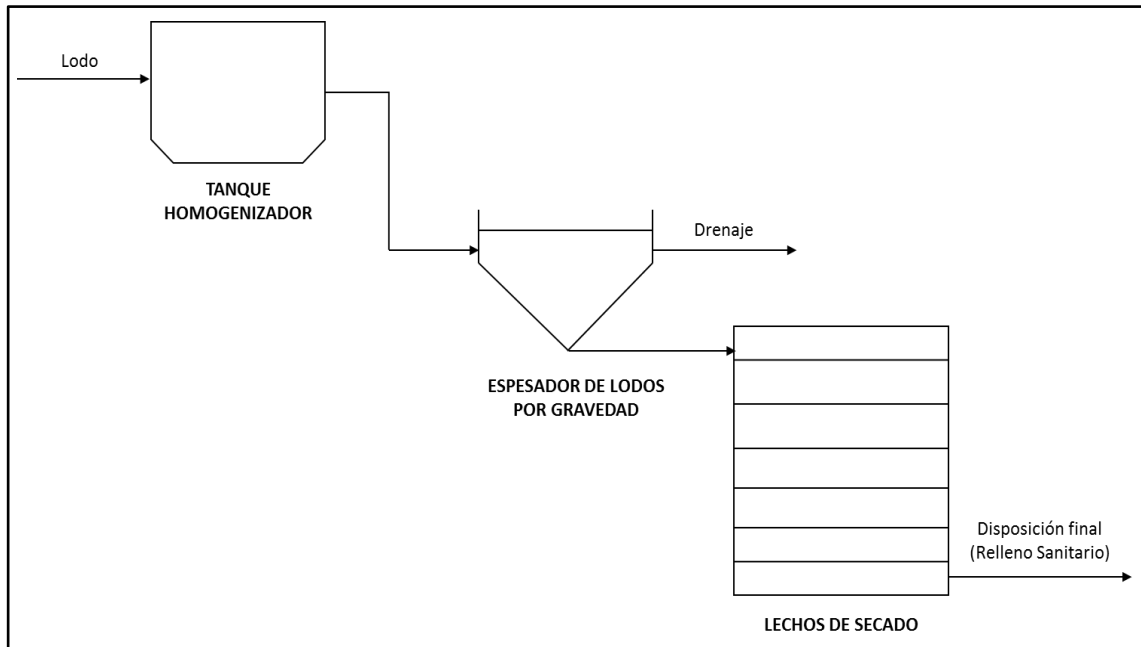 Lodo
TANQUE
HOMOGENIZADOR
Drenaje
ESPESADOR DE LODOS
POR GRAVEDAD
Disposición final
(Relleno Sanitario)
LECHOS DE SECADO